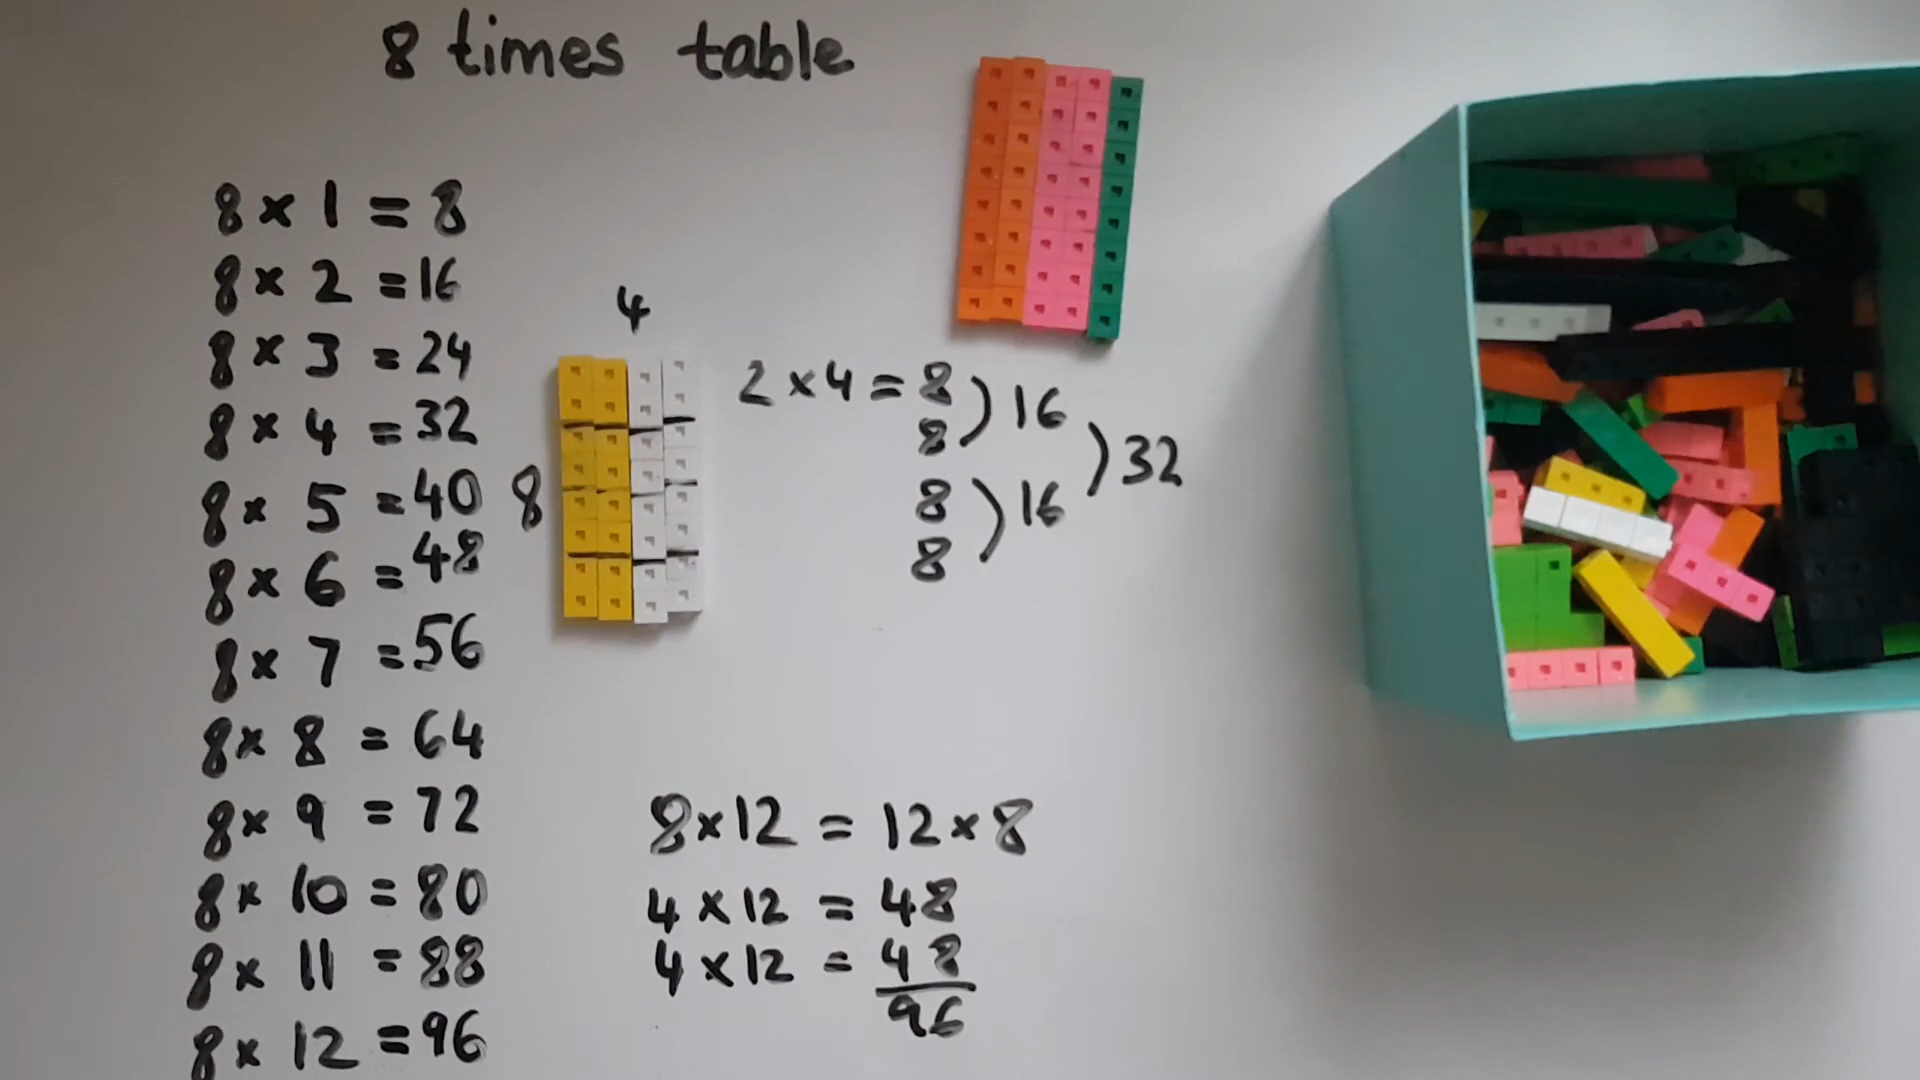 8 times table
8 × 1 = 8
8 × 2 = 16
8 × 3 = 24
8 × 4 = 32
8 × 5 = 40
8 × 6 = 48
8 × 7 = 56
8 × 8 = 64
8 × 9 = 72
8 × 10 = 80
8 × 11 = 88
8 × 12 = 96
4
8
2 × 4 = 8 ) 16
8
) 32
8 ) 16
8
8 × 12 = 12 × 8
4 × 12 = 48
4 × 12 = 48
96